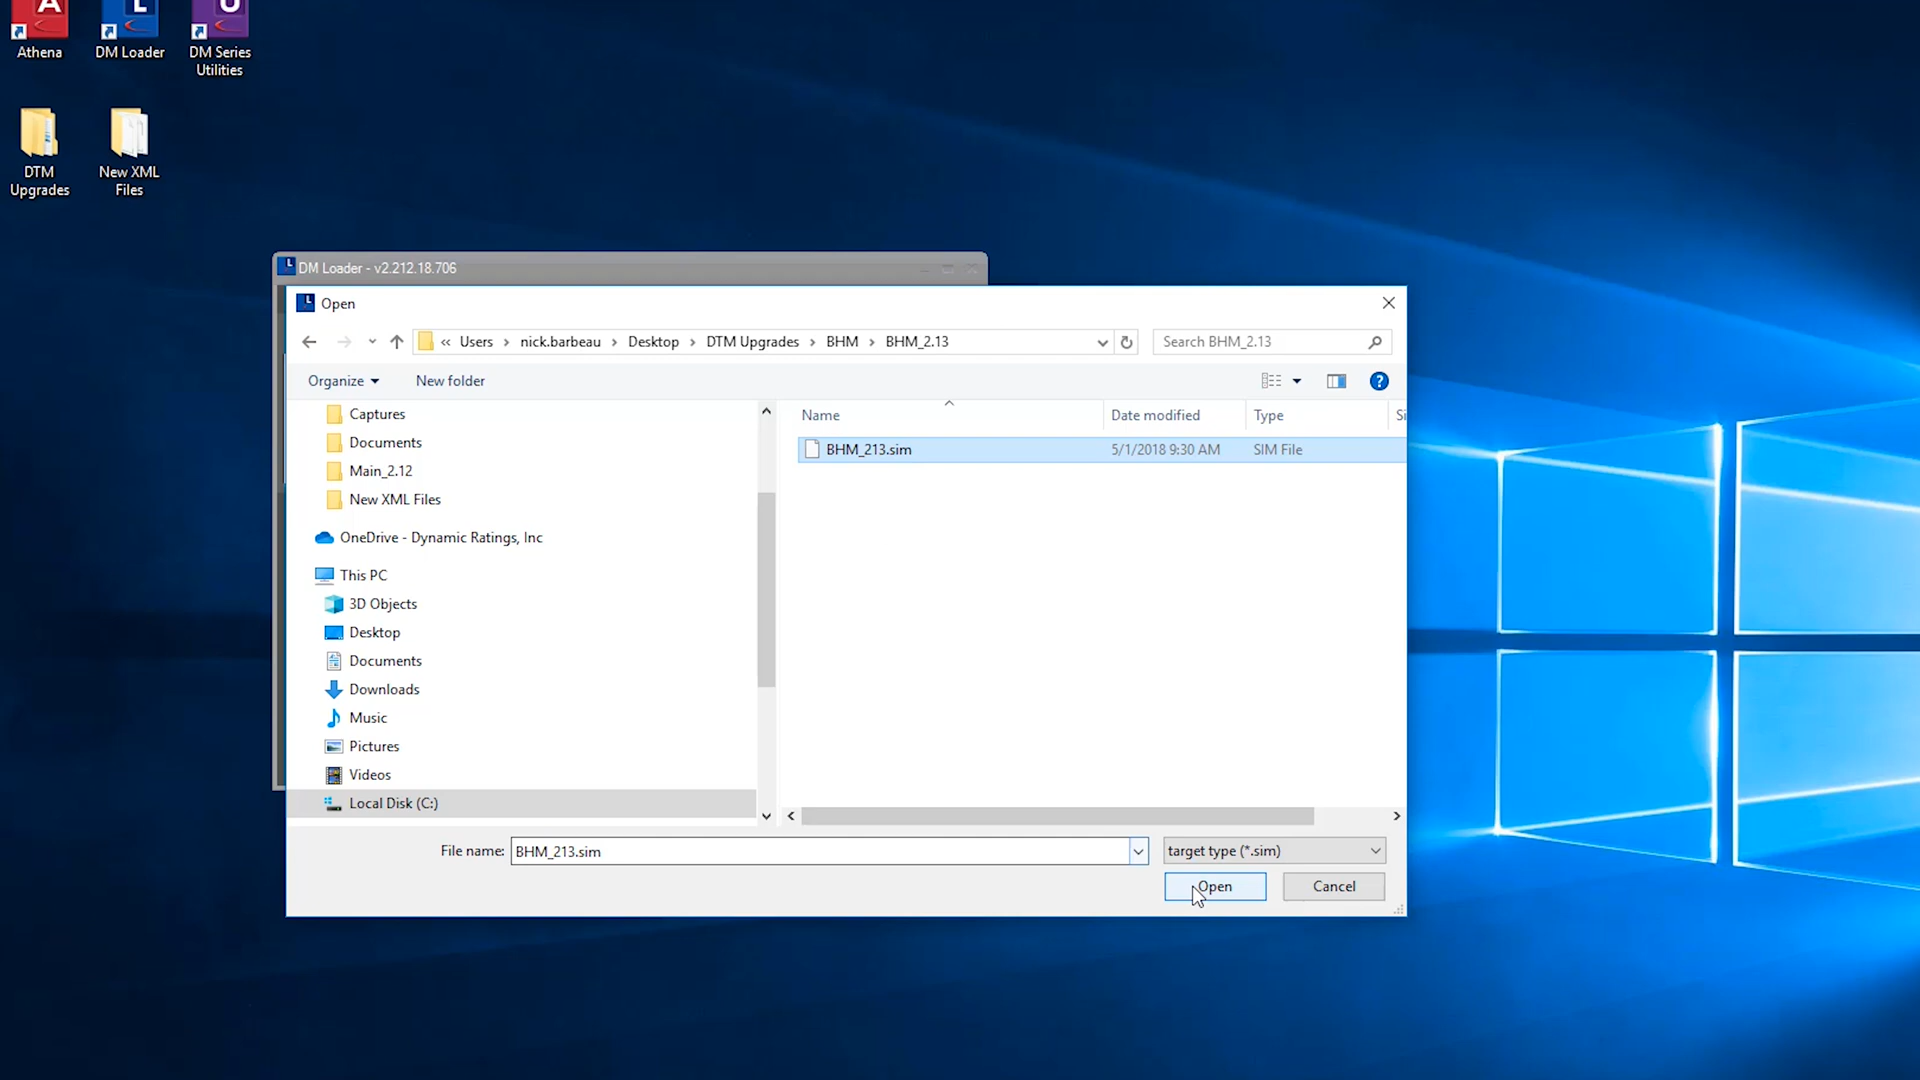 A
L
U
Athena
DM Loader
DM Series
Utilities
DTM
Upgrades
New XML
Files
L
DM Loader - v2.212.18.706
L
Open
« Users > nick.barbeau > Desktop > DTM Upgrades > BHM > BHM_2.13
Search BHM_2.13
Organize
New folder
?
Captures
Documents
Main_2.12
New XML Files
OneDrive - Dynamic Ratings, Inc
This PC
3D Objects
Desktop
Documents
Downloads
Music
Pictures
Videos
Local Disk (C:)
Name
Date modified
Type
Si
BHM_213.sim
5/1/2018 9:30 AM
SIM File
File name:
BHM_213.sim
target type (*.sim)
Open
Cancel